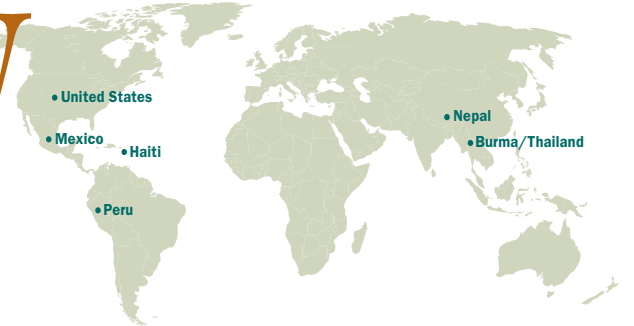 United States
Nepal
Mexico
Burma/Thailand
Haiti
Peru